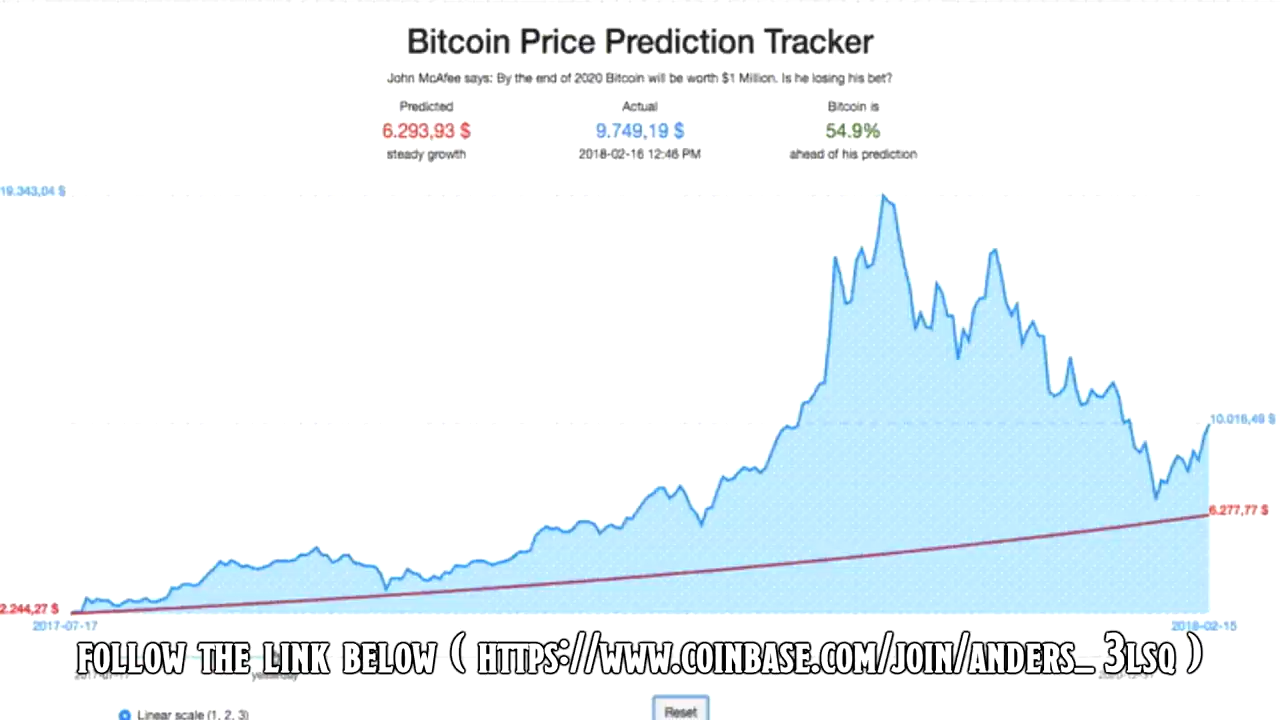 Bitcoin Price Prediction Tracker
John McAfee says: By the end of 2020 Bitcoin will be worth $1 Million. Is he losing his bet?
Predicted Actual Bitcoin is
6.293,93 $ 9.749,19 $ 54.9%
steady growth 2018-02-16 12:46 PM ahead of his prediction
19.343,04 $
10.016,49 $
6.277,77 $
2.244,27 $
2017-07-17 2018-02-15
FOLLOW THE LINK BELOW ( HTTPS://WWW.COINBASE.COM/JOIN/ANDERS_3LSQ )
2017-07-17 yesterday
Linear scale (1, 2, 3) Reset